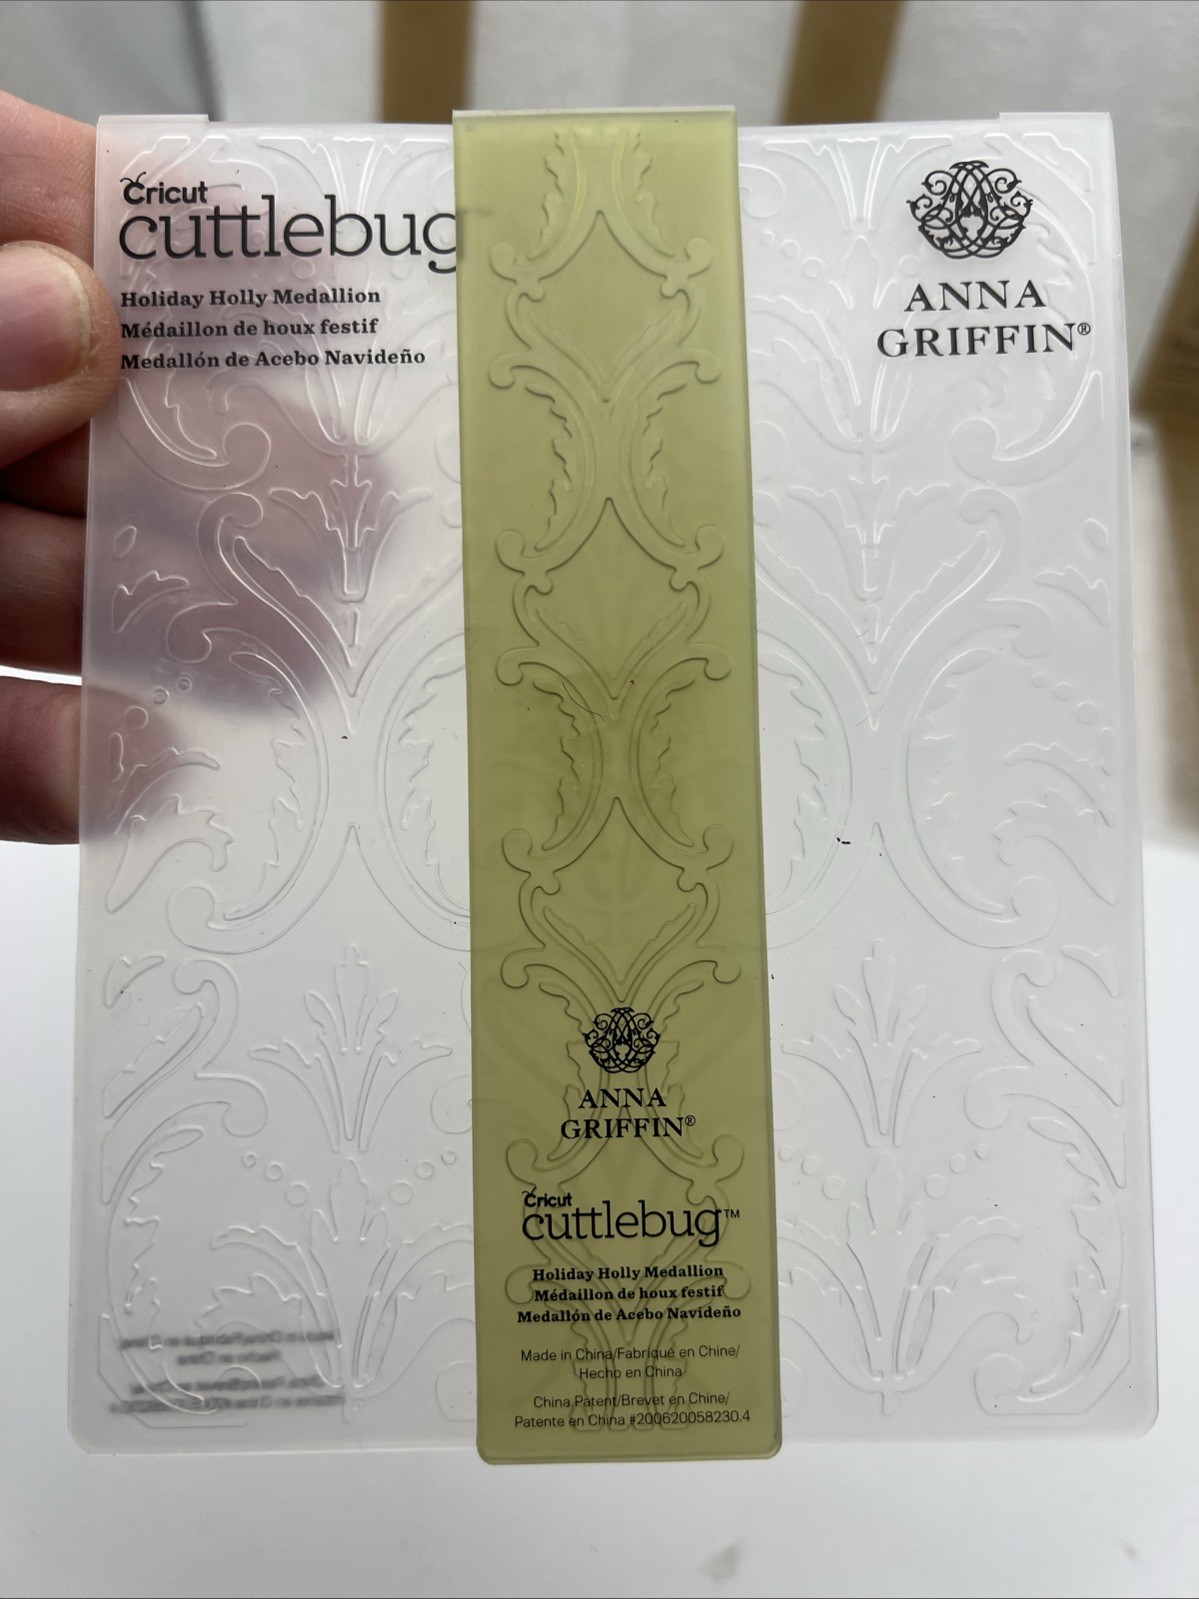 Cricut
cuttlebug
Holiday Holly Medallion
Médaillon de houx festif
Medallón de Acebo Navideño
ANNA
GRIFFIN®
ANNA
GRIFFIN®
Cricut
cuttlebug™
Holiday Holly Medallion
Médaillon de houx festif
Medallón de Acebo Navideño
Made in China/Fabriqué en Chine/
Hecho en China
China Patent/Brevet en Chine/
Patente en China #200620058230.4